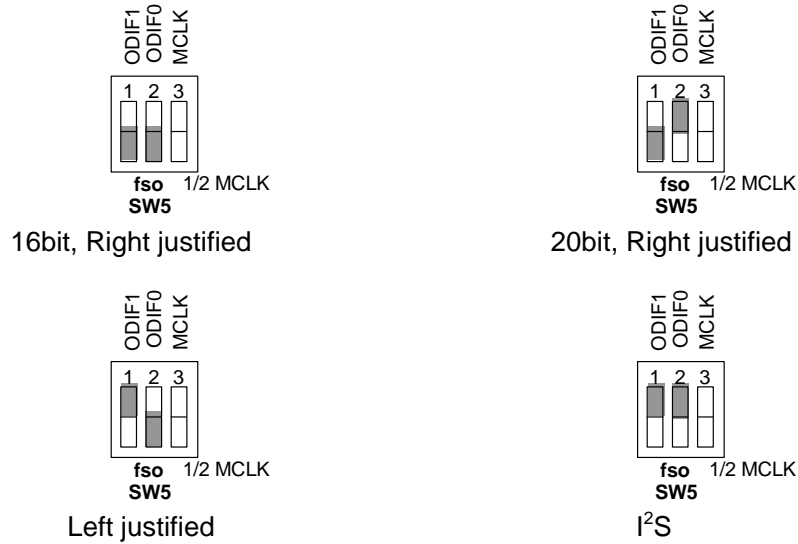 ODIF1 ODIF0 MCLK
1 2 3
fso 1/2 MCLK
SW5
16bit, Right justified
ODIF1 ODIF0 MCLK
1 2 3
fso 1/2 MCLK
SW5
20bit, Right justified
ODIF1 ODIF0 MCLK
1 2 3
fso 1/2 MCLK
SW5
Left justified
ODIF1 ODIF0 MCLK
1 2 3
fso 1/2 MCLK
SW5
I²S